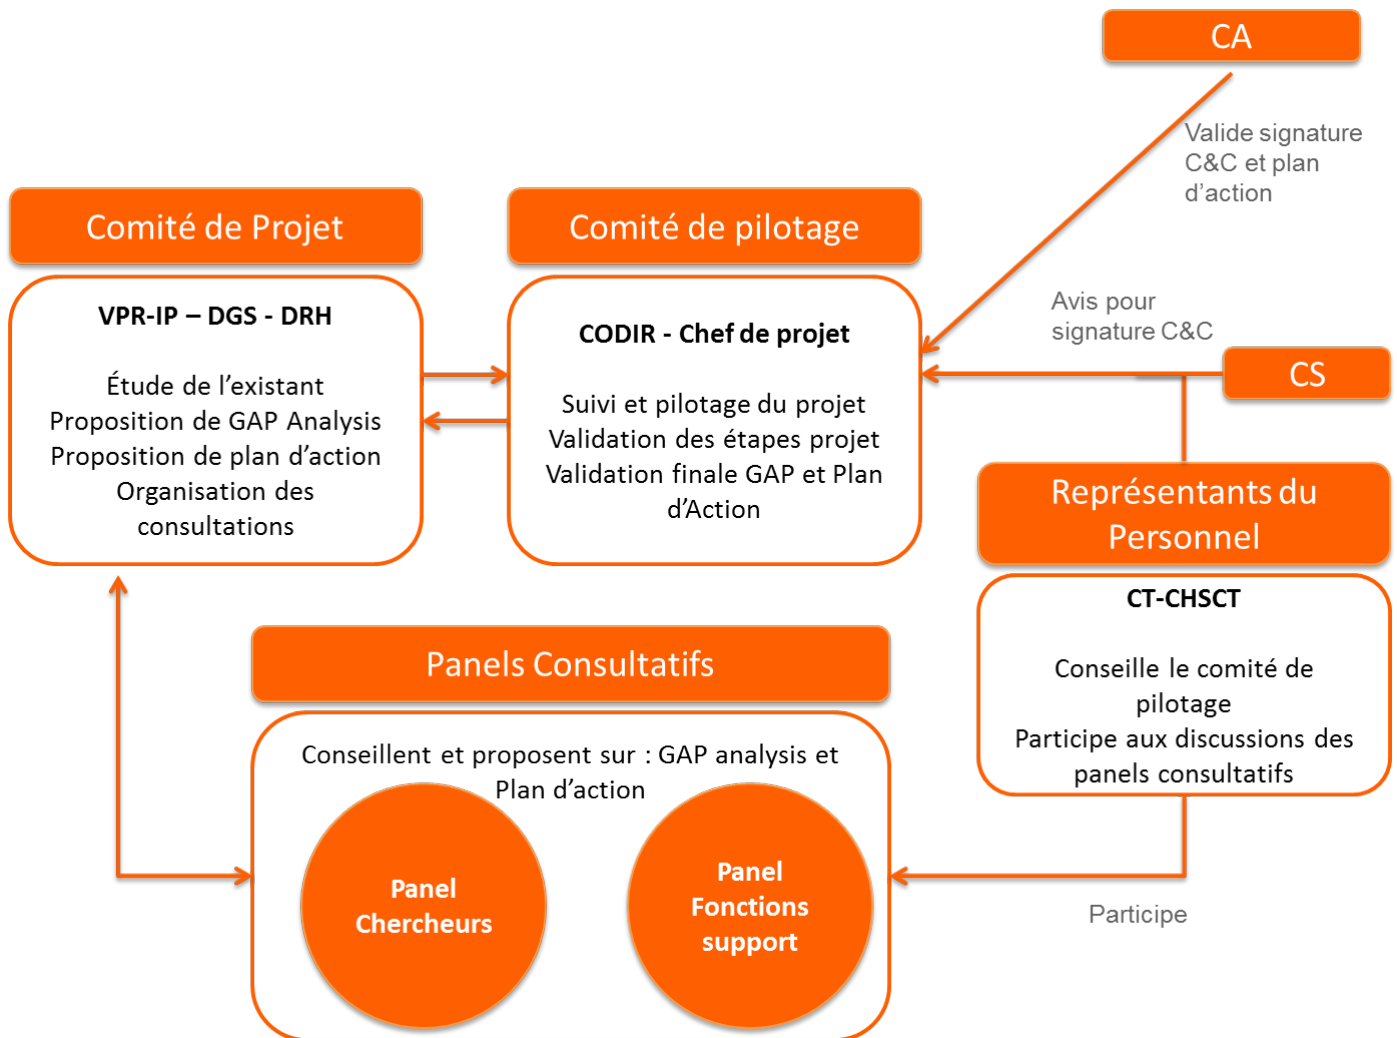 CA
Valide signature
C&C et plan
d’action
Comité de Projet
VPR-IP – DGS - DRH
Étude de l’existant
Proposition de GAP Analysis
Proposition de plan d’action
Organisation des
consultations
Comité de pilotage
CODIR - Chef de projet
Suivi et pilotage du projet
Validation des étapes projet
Validation finale GAP et Plan
d’Action
Avis pour
signature C&C
CS
Représentants du
Personnel
CT-CHSCT
Conseille le comité de
pilotage
Participe aux discussions des
panels consultatifs
Participe
Panels Consultatifs
Conseillent et proposent sur : GAP analysis et
Plan d’action
Panel
Chercheurs
Panel
Fonctions
support